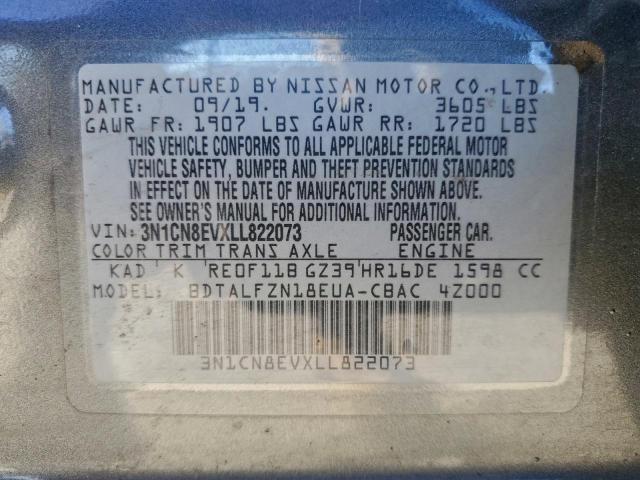 MANUFACTURED BY NISSAN MOTOR CO.,LTD.
DATE: 09/19. GVWR: 3605 LBS
GAWR FR: 1907 LBS GAWR RR: 1720 LBS
THIS VEHICLE CONFORMS TO ALL APPLICABLE FEDERAL MOTOR
VEHICLE SAFETY, BUMPER AND THEFT PREVENTION STANDARDS
IN EFFECT ON THE DATE OF MANUFACTURE SHOWN ABOVE.
SEE OWNER'S MANUAL FOR ADDITIONAL INFORMATION.
VIN: 3N1CN8EVXLL822073 PASSENGER CAR.
COLOR TRIM TRANS AXLE ENGINE
KAD K RE0F11B GZ39 HR16DE 1598 CC
MODEL: BDTALFZN18EUA-CBAC 4Z000
3N1CN8EVXLL822073